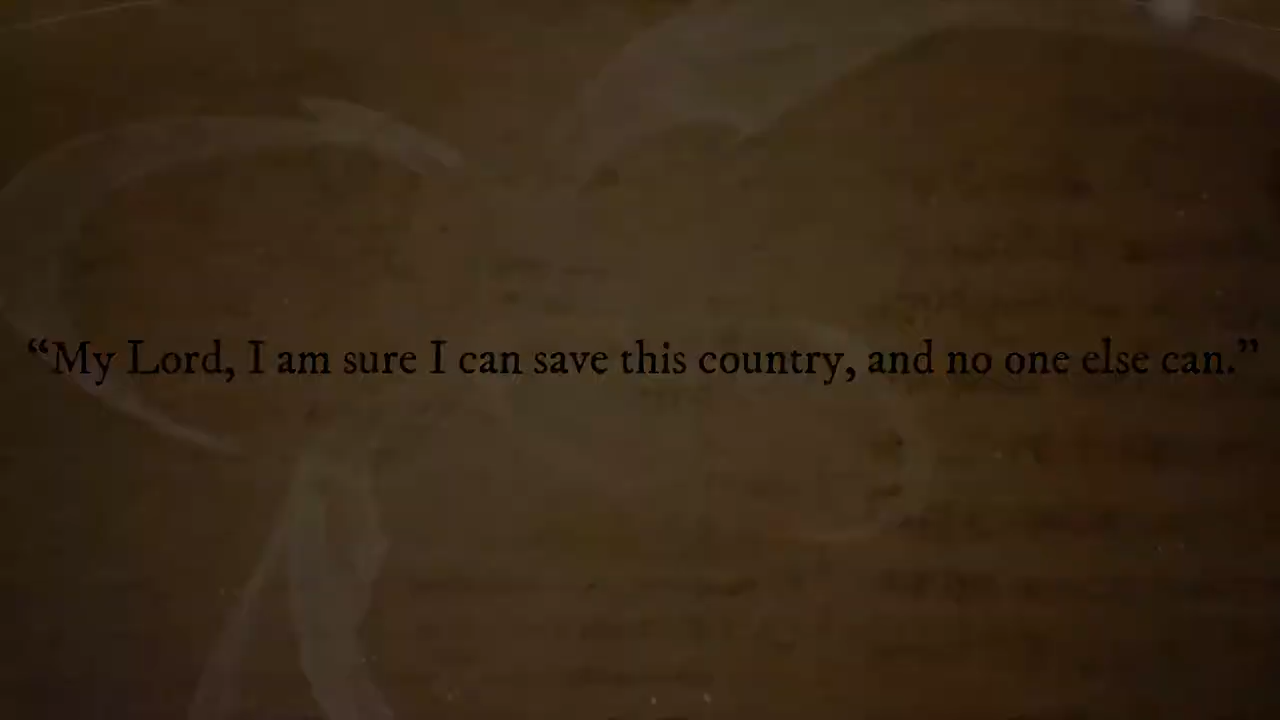 “My Lord, I am sure I can save this country, and no one else can.”